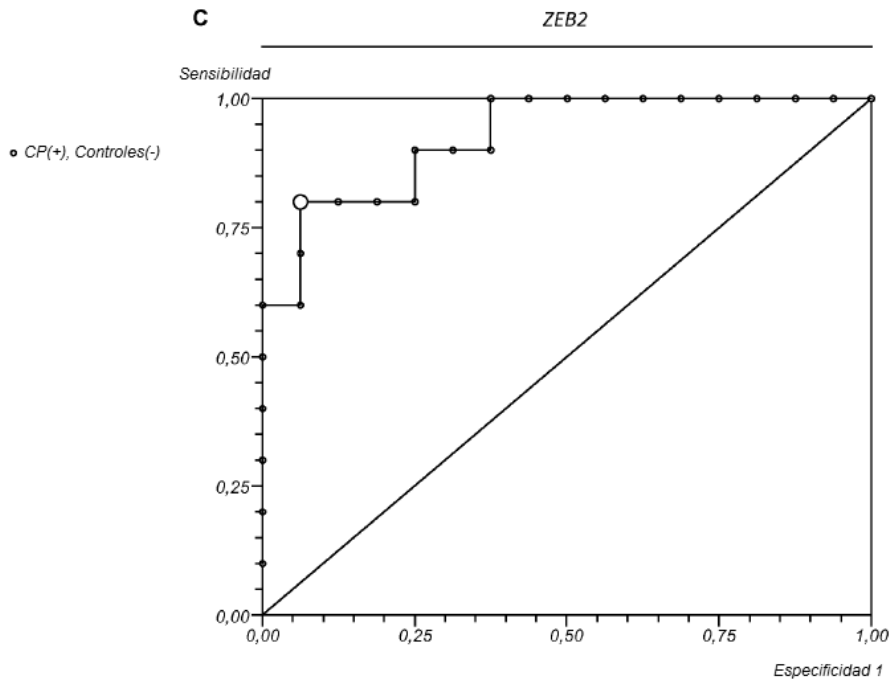 C
ZEB2
Sensibilidad
1,00
CP(+), Controles(-)
0,75
0,50
0,25
0,00
0,00 0,25 0,50 0,75 1,00
Especificidad 1